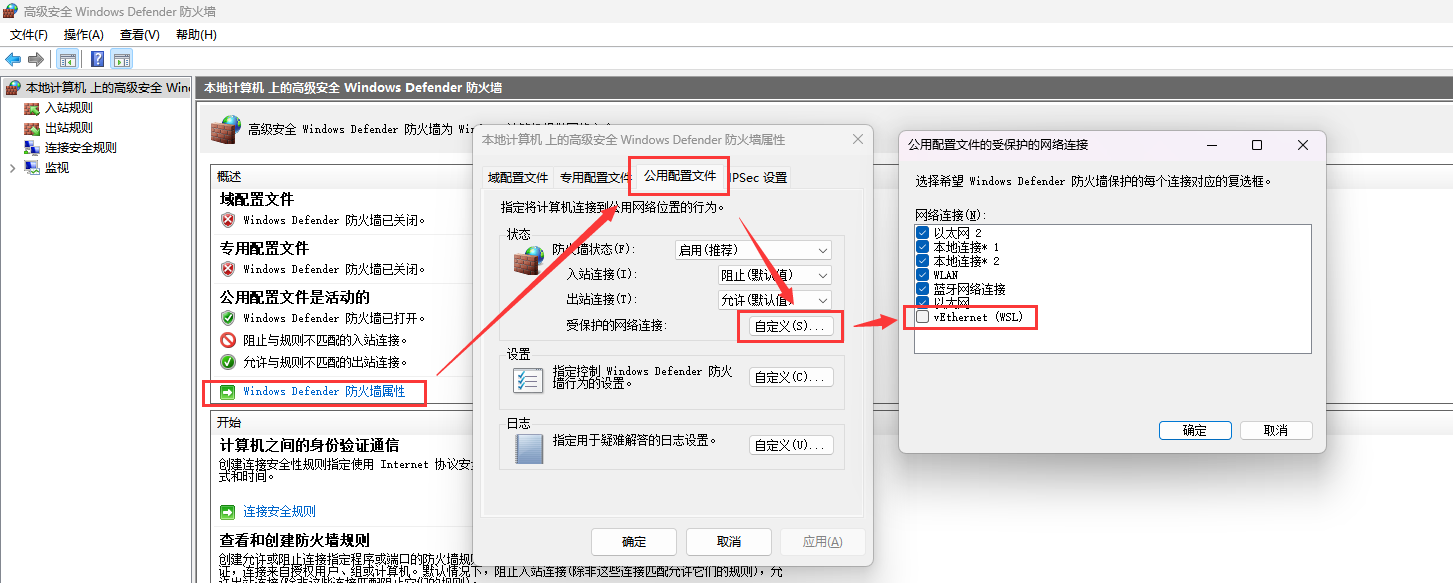 高级安全 Windows Defender 防火墙
文件(F) 操作(A) 查看(V) 帮助(H)
本地计算机 上的高级安全 Win
入站规则
出站规则
连接安全规则
监视
本地计算机 上的高级安全 Windows Defender 防火墙
高级安全 Windows Defender 防火墙为
概述
域配置文件
Windows Defender 防火墙已关闭。
专用配置文件
Windows Defender 防火墙已关闭。
公用配置文件是活动的
Windows Defender 防火墙已打开。
阻止与规则不匹配的入站连接。
允许与规则不匹配的出站连接。
Windows Defender 防火墙属性
开始
计算机之间的身份验证通信
创建连接安全性规则指定使用 Internet 协议安
式和时间。
连接安全规则
查看和创建防火墙规则
创建允许或阻止连接指定程序或端口的防火墙规
证，连接来自授权用户、组或计算机。默认情况下，阻止入站连接(除非这些连接匹配允许它们的规则)，允
许出站连接(除非这些连接匹配阻止它们的规则)。
本地计算机 上的高级安全 Windows Defender 防火墙属性
域配置文件 专用配置文件 公用配置文件 IPSec 设置
指定将计算机连接到公用网络位置的行为。
状态
防火墙状态(F): 启用(推荐)
入站连接(I): 阻止(默认值)
出站连接(T): 允许(默认值)
受保护的网络连接: 自定义(S)...
设置
指定控制 Windows Defender 防火
墙行为的设置。
自定义(C)...
日志
指定用于疑难解答的日志设置。
自定义(U)...
确定 取消 应用(A)
公用配置文件的受保护的网络连接
选择希望 Windows Defender 防火墙保护的每个连接对应的复选框。
网络连接(N):
以太网 2
本地连接* 1
本地连接* 2
WLAN
蓝牙网络连接
以太网
vEthernet (WSL)
确定 取消